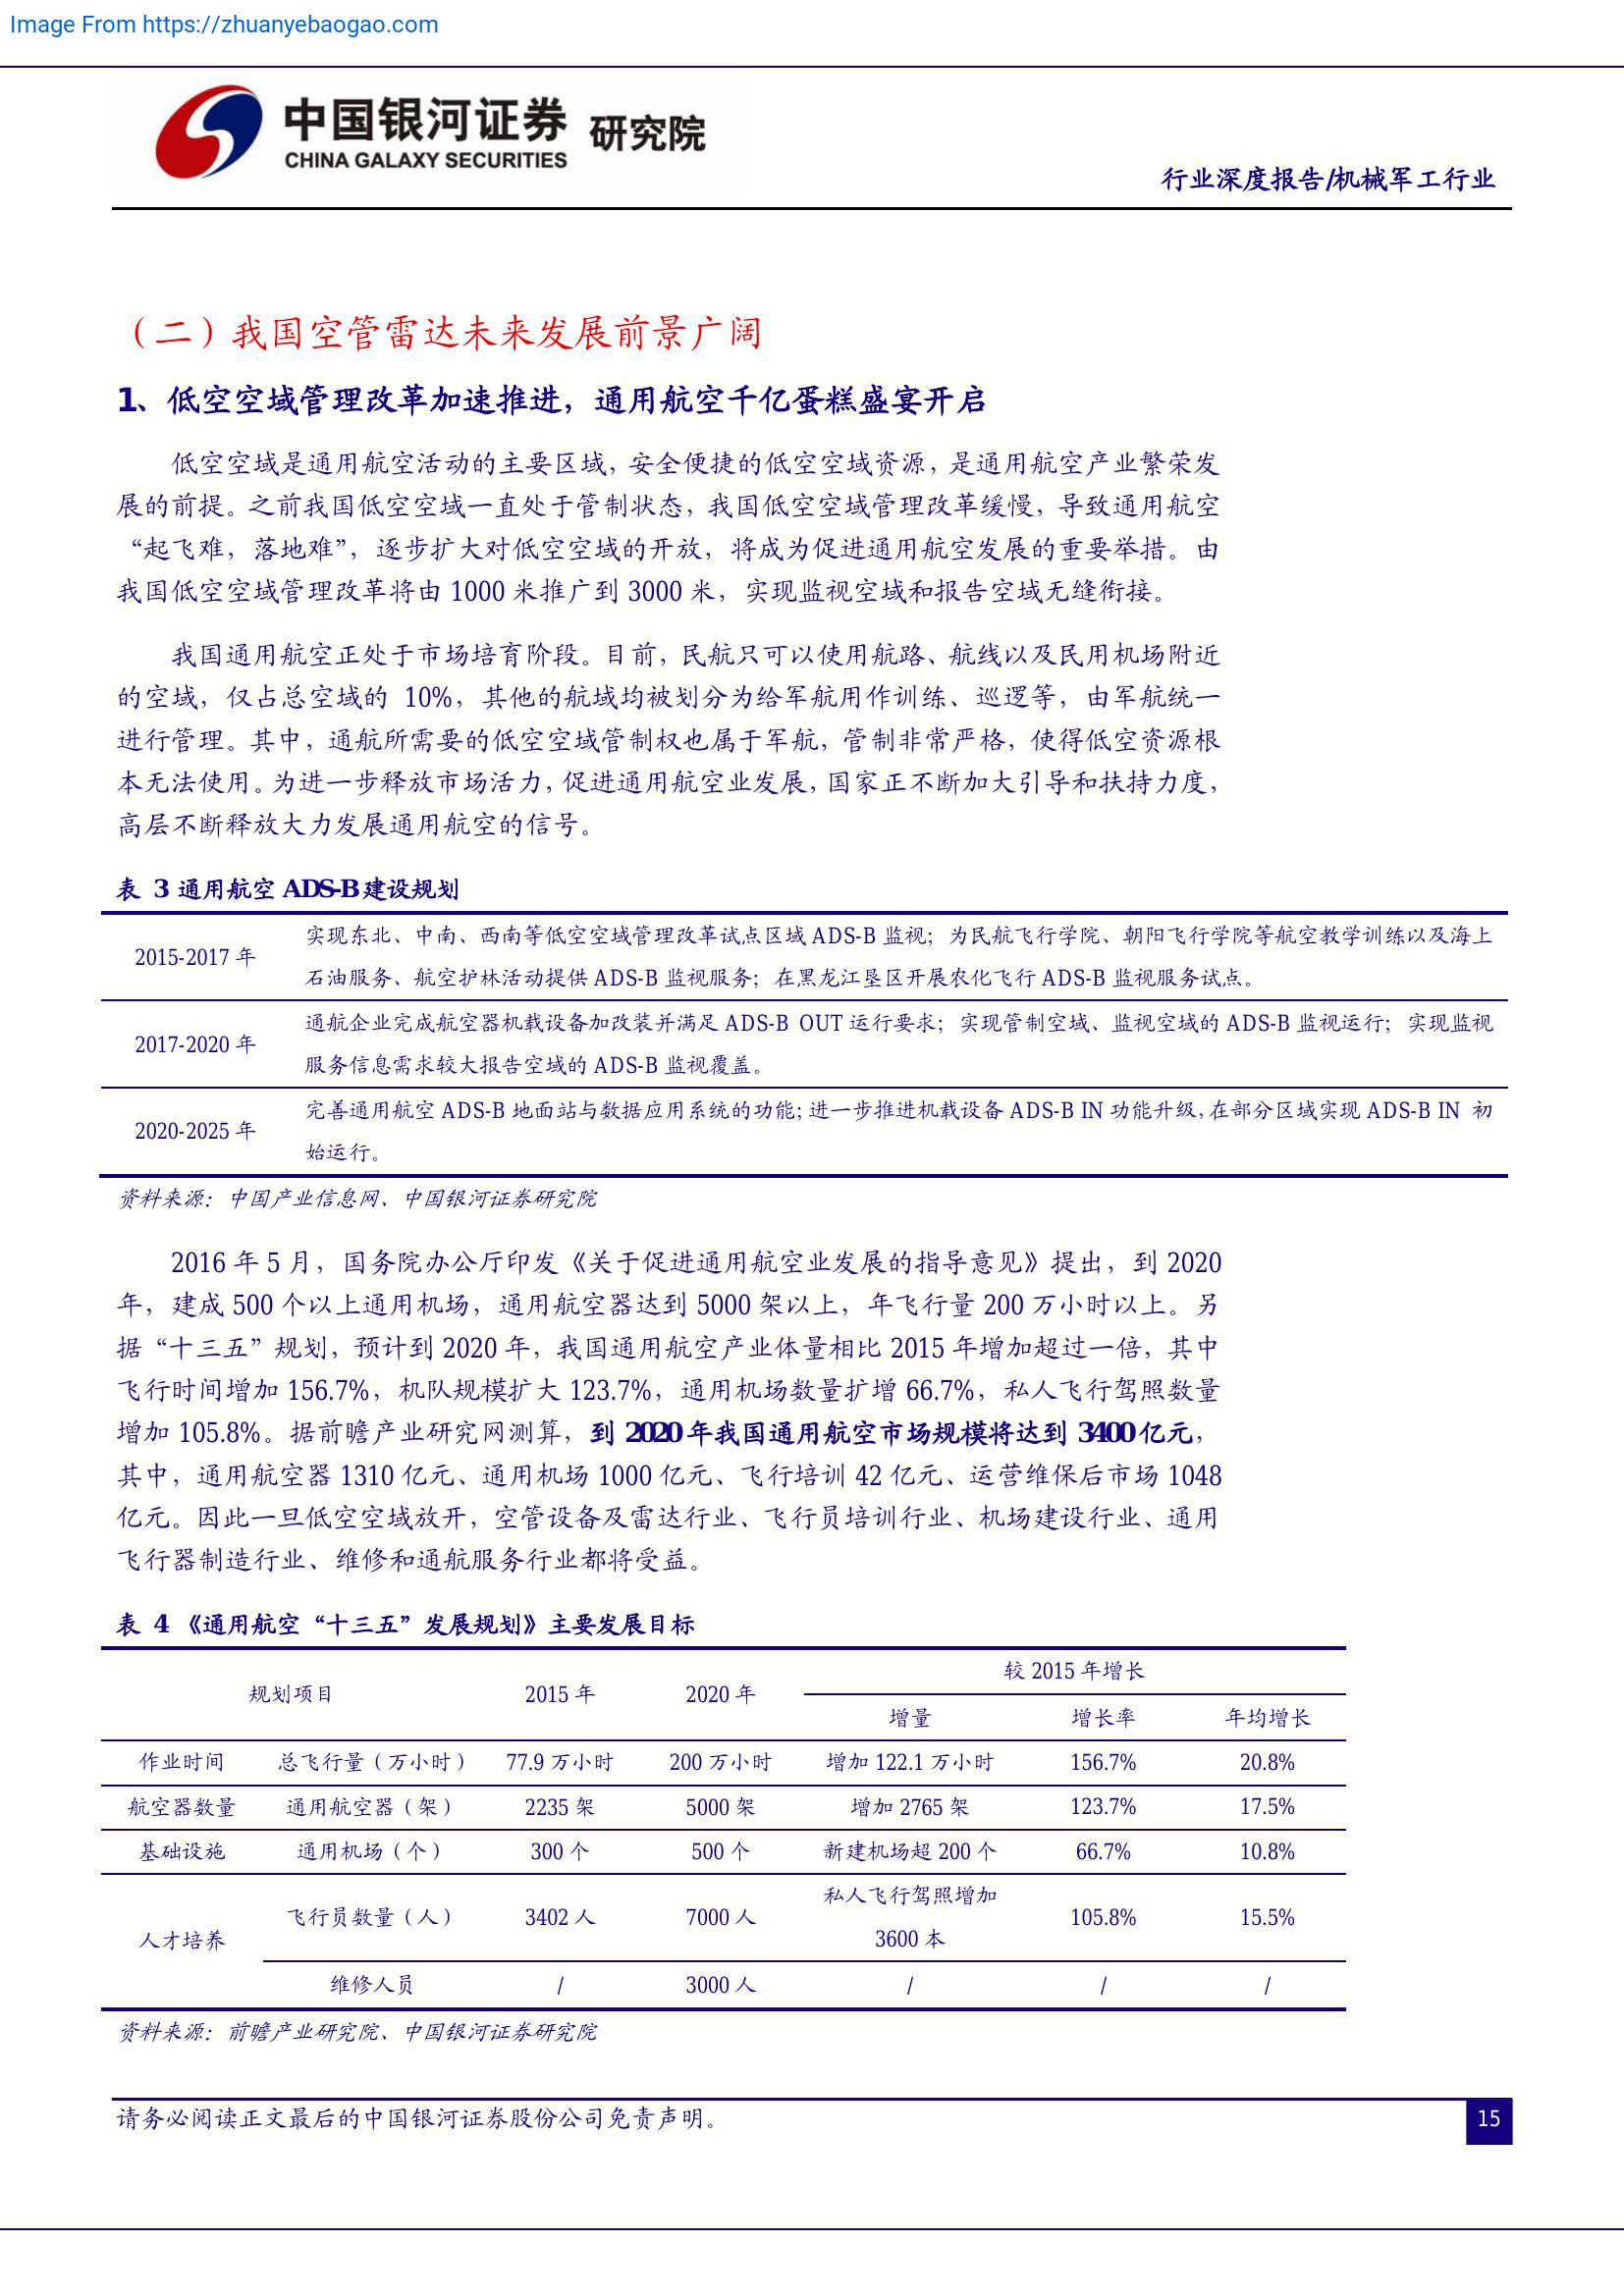 Image From https://zhuanyebaogao.com
中国银河证券 研究院
CHINA GALAXY SECURITIES
行业深度报告/机械军工行业
（二）我国空管雷达未来发展前景广阔
1、低空空域管理改革加速推进，通用航空千亿蛋糕盛宴开启
低空空域是通用航空活动的主要区域，安全便捷的低空空域资源，是通用航空产业繁荣发
展的前提。之前我国低空空域一直处于管制状态，我国低空空域管理改革缓慢，导致通用航空
“起飞难，落地难”，逐步扩大对低空空域的开放，将成为促进通用航空发展的重要举措。由
我国低空空域管理改革将由 1000 米推广到 3000 米，实现监视空域和报告空域无缝衔接。
我国通用航空正处于市场培育阶段。目前，民航只可以使用航路、航线以及民用机场附近
的空域，仅占总空域的 10%，其他的航域均被划分为给军航用作训练、巡逻等，由军航统一
进行管理。其中，通航所需要的低空空域管制权也属于军航，管制非常严格，使得低空资源根
本无法使用。为进一步释放市场活力，促进通用航空业发展，国家正不断加大引导和扶持力度，
高层不断释放大力发展通用航空的信号。
表 3 通用航空 ADS-B 建设规划
2015-2017 年
实现东北、中南、西南等低空空域管理改革试点区域 ADS-B 监视；为民航飞行学院、朝阳飞行学院等航空教学训练以及海上
石油服务、航空护林活动提供 ADS-B 监视服务；在黑龙江垦区开展农化飞行 ADS-B 监视服务试点。
2017-2020 年
通航企业完成航空器机载设备加改装并满足 ADS-B OUT 运行要求；实现管制空域、监视空域的 ADS-B 监视运行；实现监视
服务信息需求较大报告空域的 ADS-B 监视覆盖。
2020-2025 年
完善通用航空 ADS-B 地面站与数据应用系统的功能；进一步推进机载设备 ADS-B IN 功能升级，在部分区域实现 ADS-B IN 初
始运行。
资料来源：中国产业信息网、中国银河证券研究院
2016 年 5 月，国务院办公厅印发《关于促进通用航空业发展的指导意见》提出，到 2020
年，建成 500 个以上通用机场，通用航空器达到 5000 架以上，年飞行量 200 万小时以上。另
据“十三五”规划，预计到 2020 年，我国通用航空产业体量相比 2015 年增加超过一倍，其中
飞行时间增加 156.7%，机队规模扩大 123.7%，通用机场数量扩增 66.7%，私人飞行驾照数量
增加 105.8%。据前瞻产业研究网测算，到 2020 年我国通用航空市场规模将达到 3400 亿元，
其中，通用航空器 1310 亿元、通用机场 1000 亿元、飞行培训 42 亿元、运营维保后市场 1048
亿元。因此一旦低空空域放开，空管设备及雷达行业、飞行员培训行业、机场建设行业、通用
飞行器制造行业、维修和通航服务行业都将受益。
表 4 《通用航空“十三五”发展规划》主要发展目标
规划项目 2015 年 2020 年 较 2015 年增长
增量 增长率 年均增长
作业时间 总飞行量（万小时） 77.9 万小时 200 万小时 增加 122.1 万小时 156.7% 20.8%
航空器数量 通用航空器（架） 2235 架 5000 架 增加 2765 架 123.7% 17.5%
基础设施 通用机场（个） 300 个 500 个 新建机场超 200 个 66.7% 10.8%
人才培养 飞行员数量（人） 3402 人 7000 人 私人飞行驾照增加 105.8% 15.5%
3600 本
维修人员 / 3000 人 / / /
资料来源：前瞻产业研究院、中国银河证券研究院
请务必阅读正文最后的中国银河证券股份公司免责声明。
15